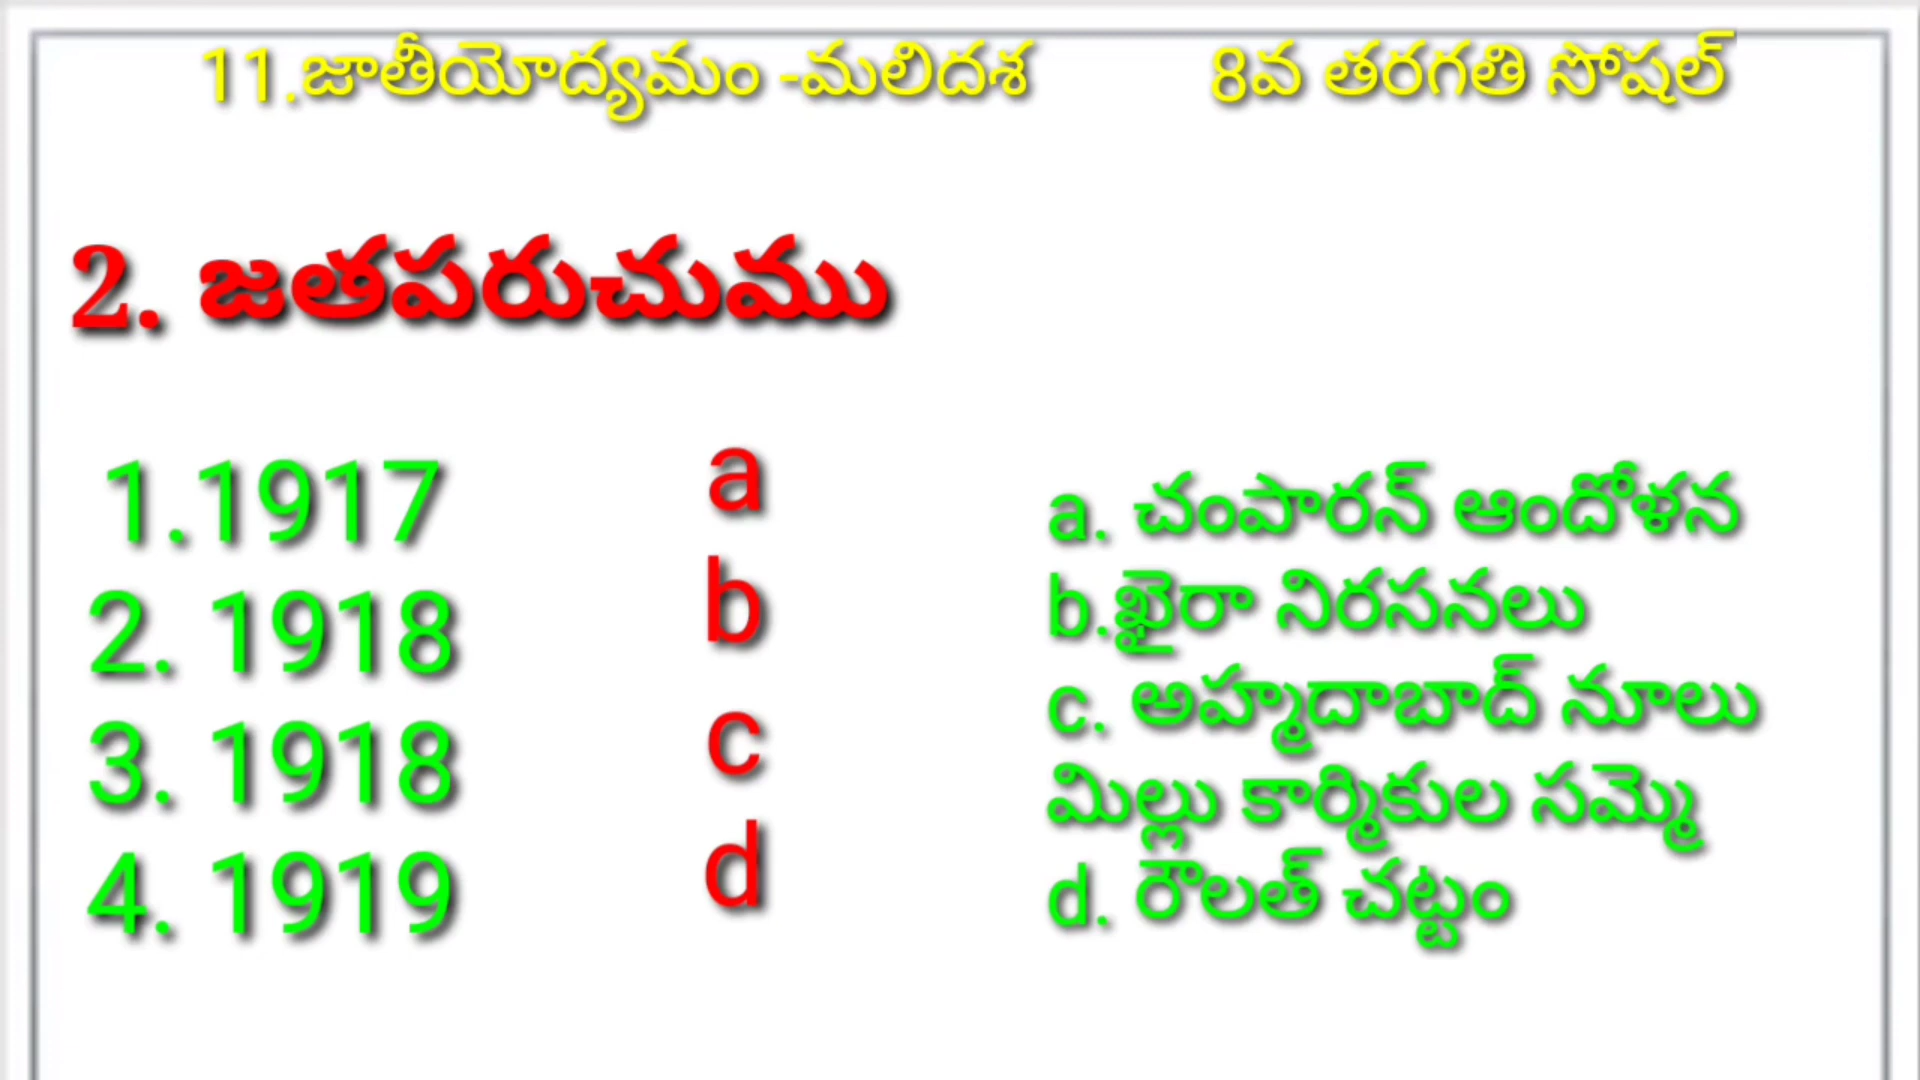 11.జాతీయోద్యమం -మలిదశ 8వ తరగతి సోషల్
2. జతపరుచుము
1.1917 a a. చంపారన్ ఆందోళన
2. 1918 b b.ఖైరా నిరసనలు
3. 1918 c c. అహ్మదాబాద్ నూలు
మిల్లు కార్మికుల సమ్మె
4. 1919 d d. రౌలత్ చట్టం